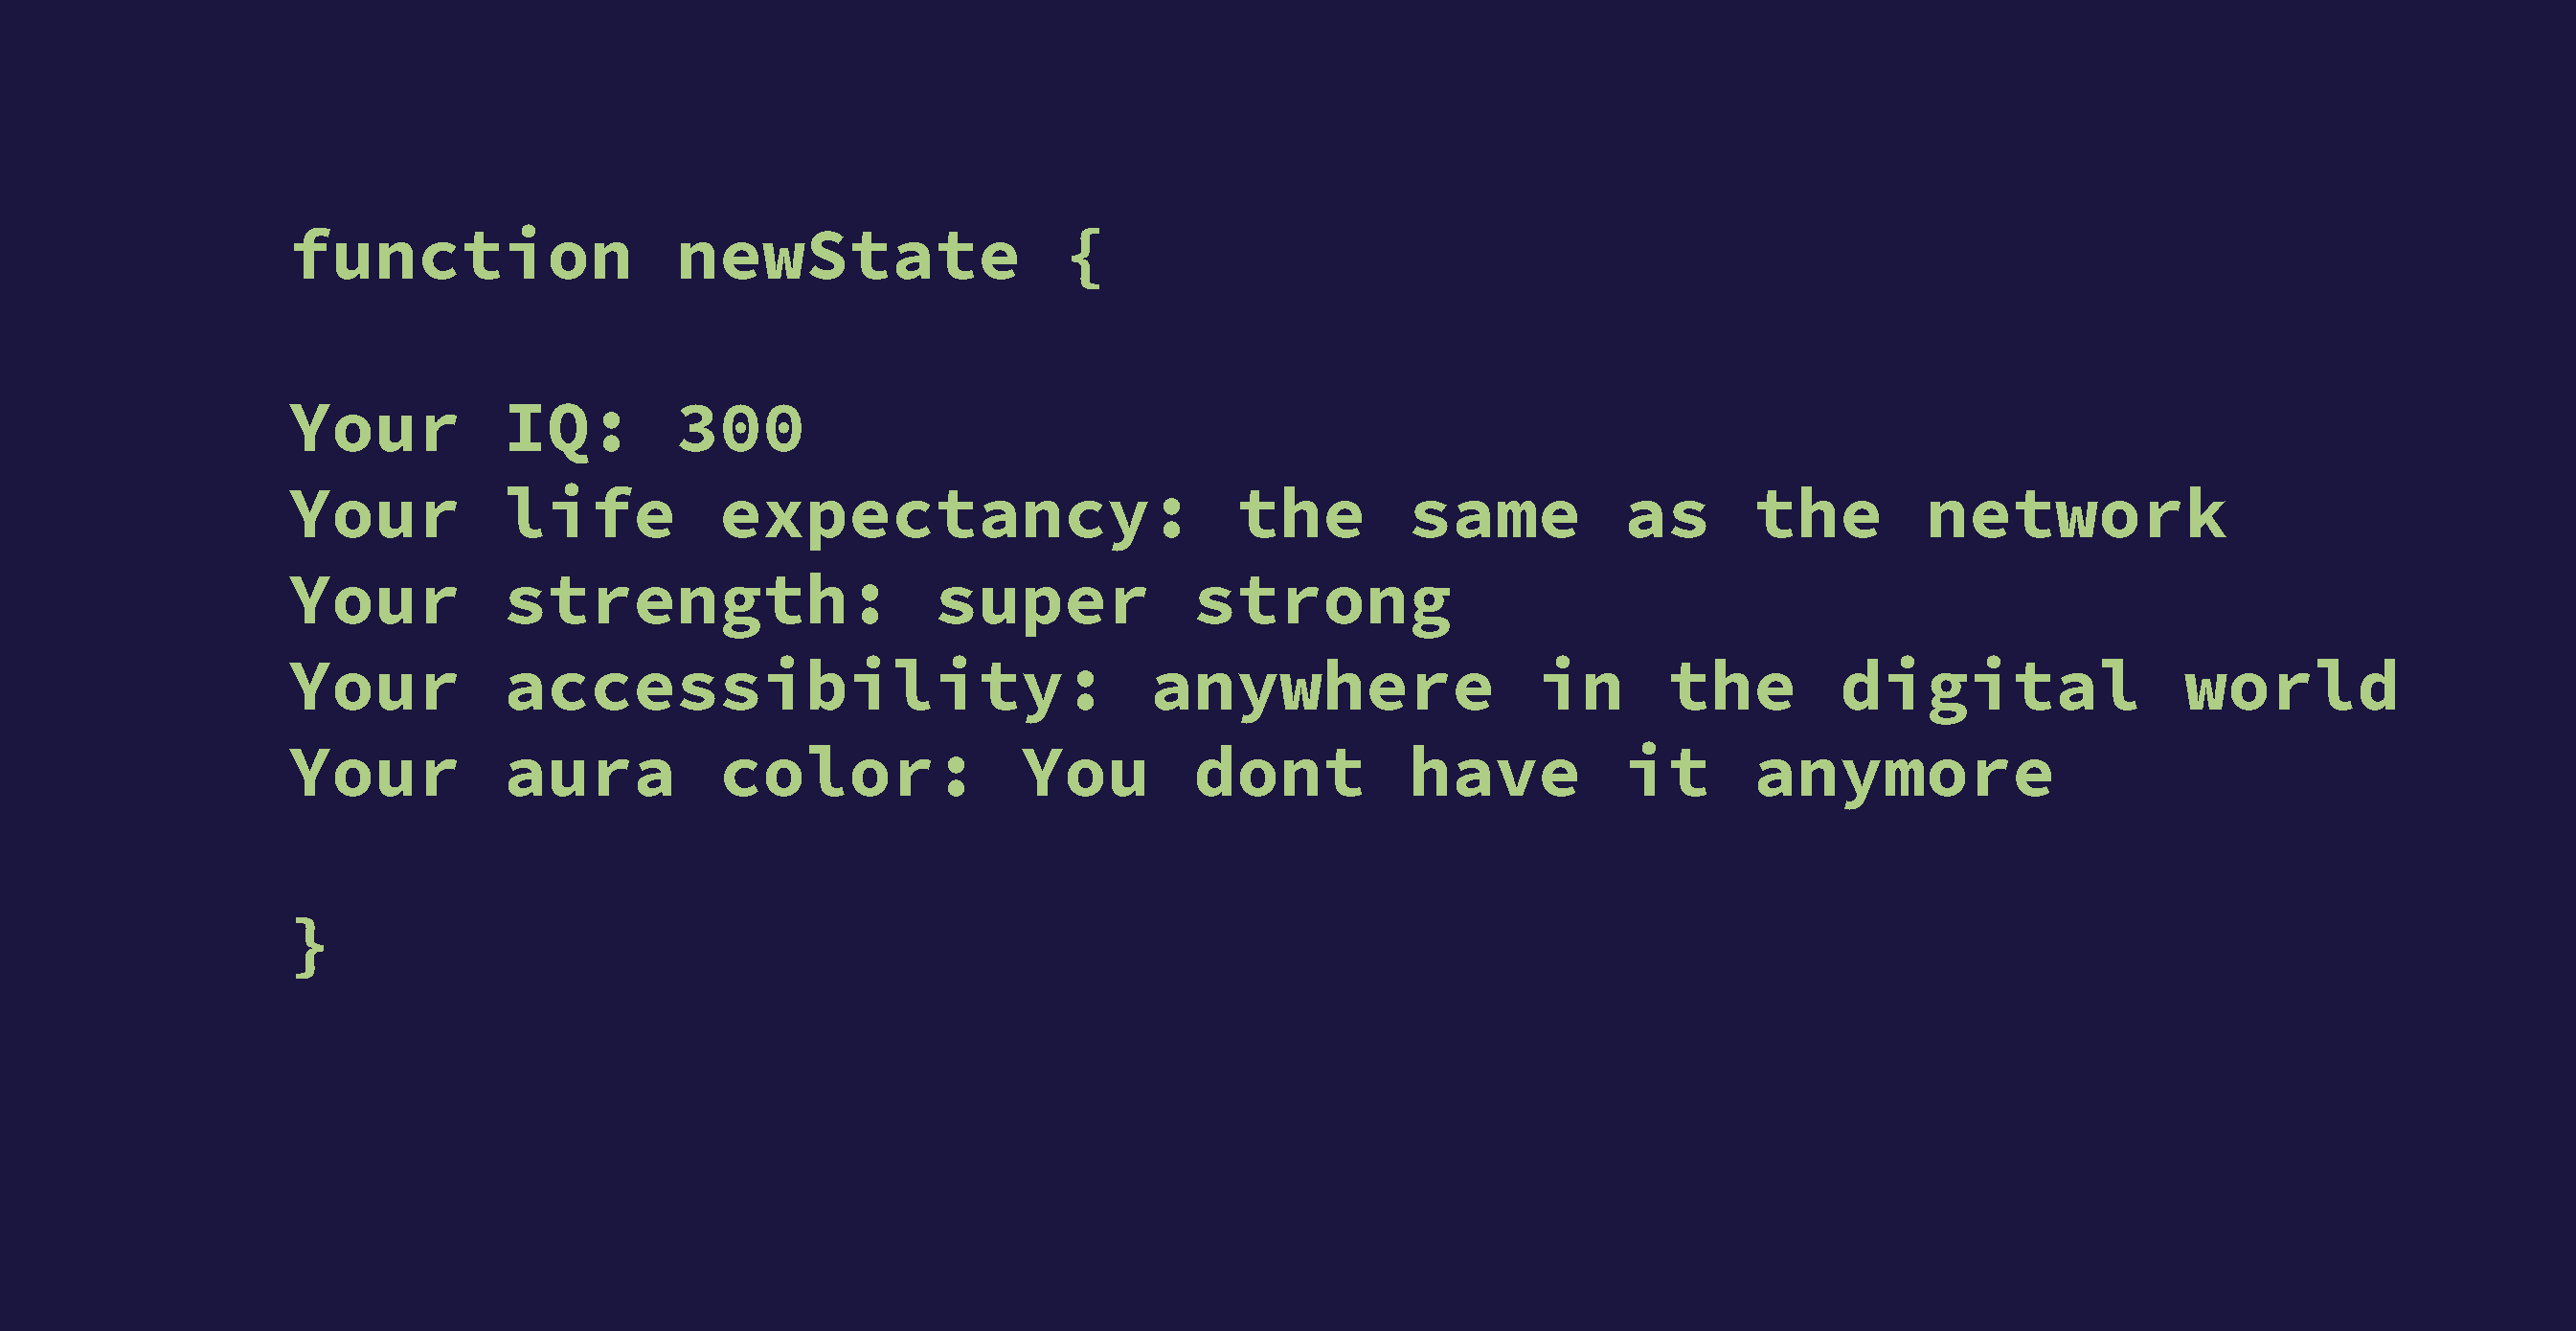 function newState {
Your IQ: 300
Your life expectancy: the same as the network
Your strength: super strong
Your accessibility: anywhere in the digital world
Your aura color: You dont have it anymore
}